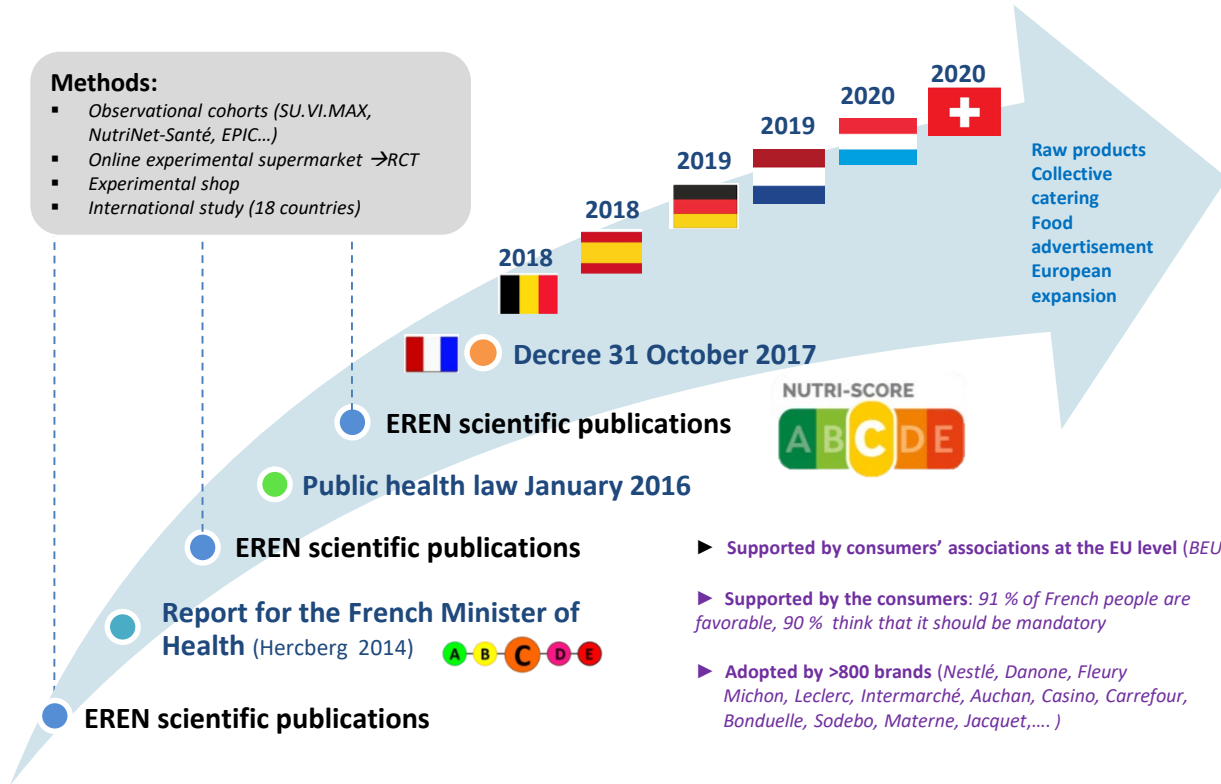 Methods:
▪ Observational cohorts (SU.VI.MAX,
NutriNet-Santé, EPIC…)
▪ Online experimental supermarket →RCT
▪ Experimental shop
▪ International study (18 countries)
2020
2020
2019
2019
2018
2018
Raw products
Collective
catering
Food
advertisement
European
expansion
Decree 31 October 2017
NUTRI-SCORE
A B C D E
EREN scientific publications
Public health law January 2016
EREN scientific publications
Report for the French Minister of
Health (Hercberg 2014)
A B C D E
EREN scientific publications
► Supported by consumers’ associations at the EU level (BEU
► Supported by the consumers: 91 % of French people are
favorable, 90 % think that it should be mandatory
► Adopted by >800 brands (Nestlé, Danone, Fleury
Michon, Leclerc, Intermarché, Auchan, Casino, Carrefour,
Bonduelle, Sodebo, Materne, Jacquet,…. )